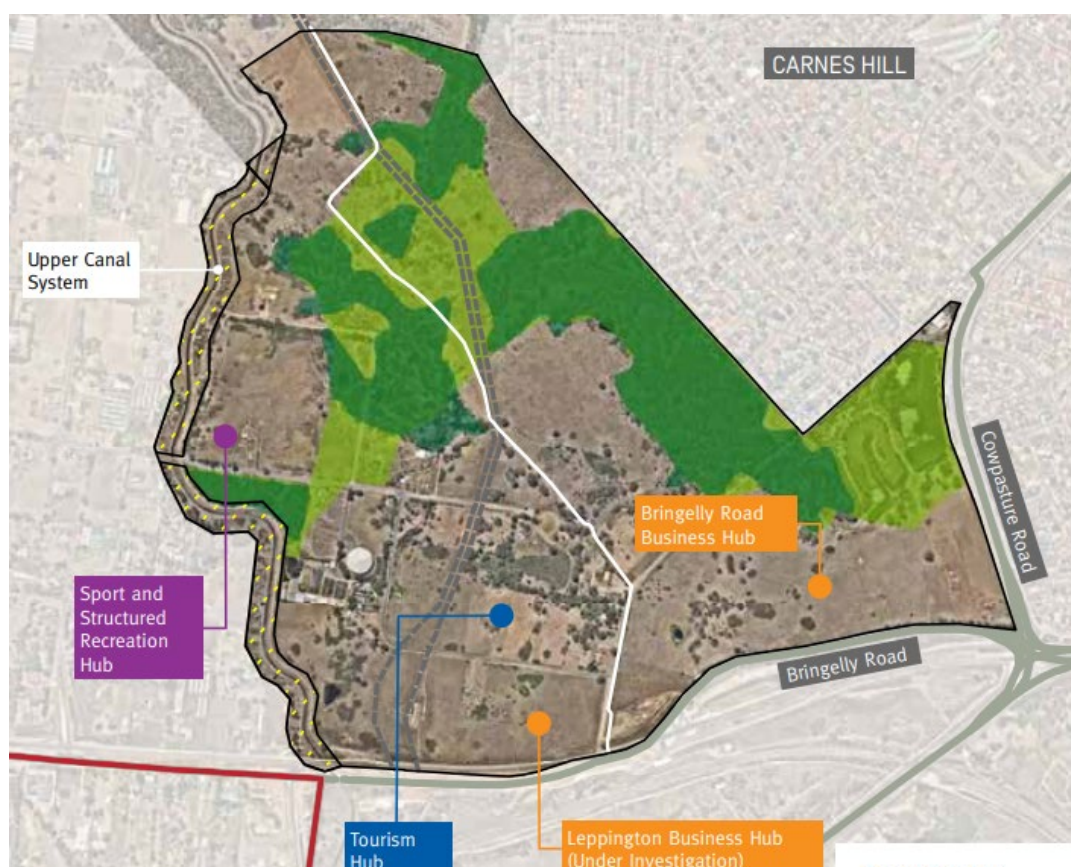 CARNES HILL
Upper Canal
System
Cowpasture Road
Bringelly Road
Business Hub
Sport and
Structured
Recreation
Hub
Bringelly Road
Tourism
Hub
Leppington Business Hub
(Under Investigation)